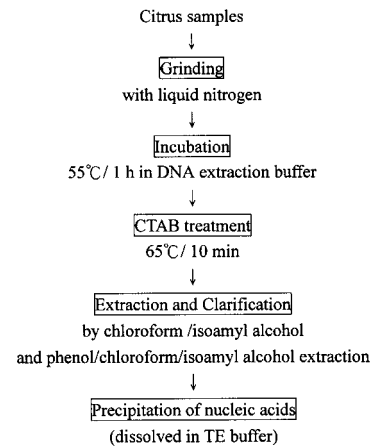 Citrus samples
↓
Grinding
with liquid nitrogen
↓
Incubation
55℃/ 1 h in DNA extraction buffer
↓
CTAB treatment
65℃/ 10 min
↓
Extraction and Clarification
by chloroform /isoamyl alcohol
and phenol/chloroform/isoamyl alcohol extraction
↓
Precipitation of nucleic acids
(dissolved in TE buffer)